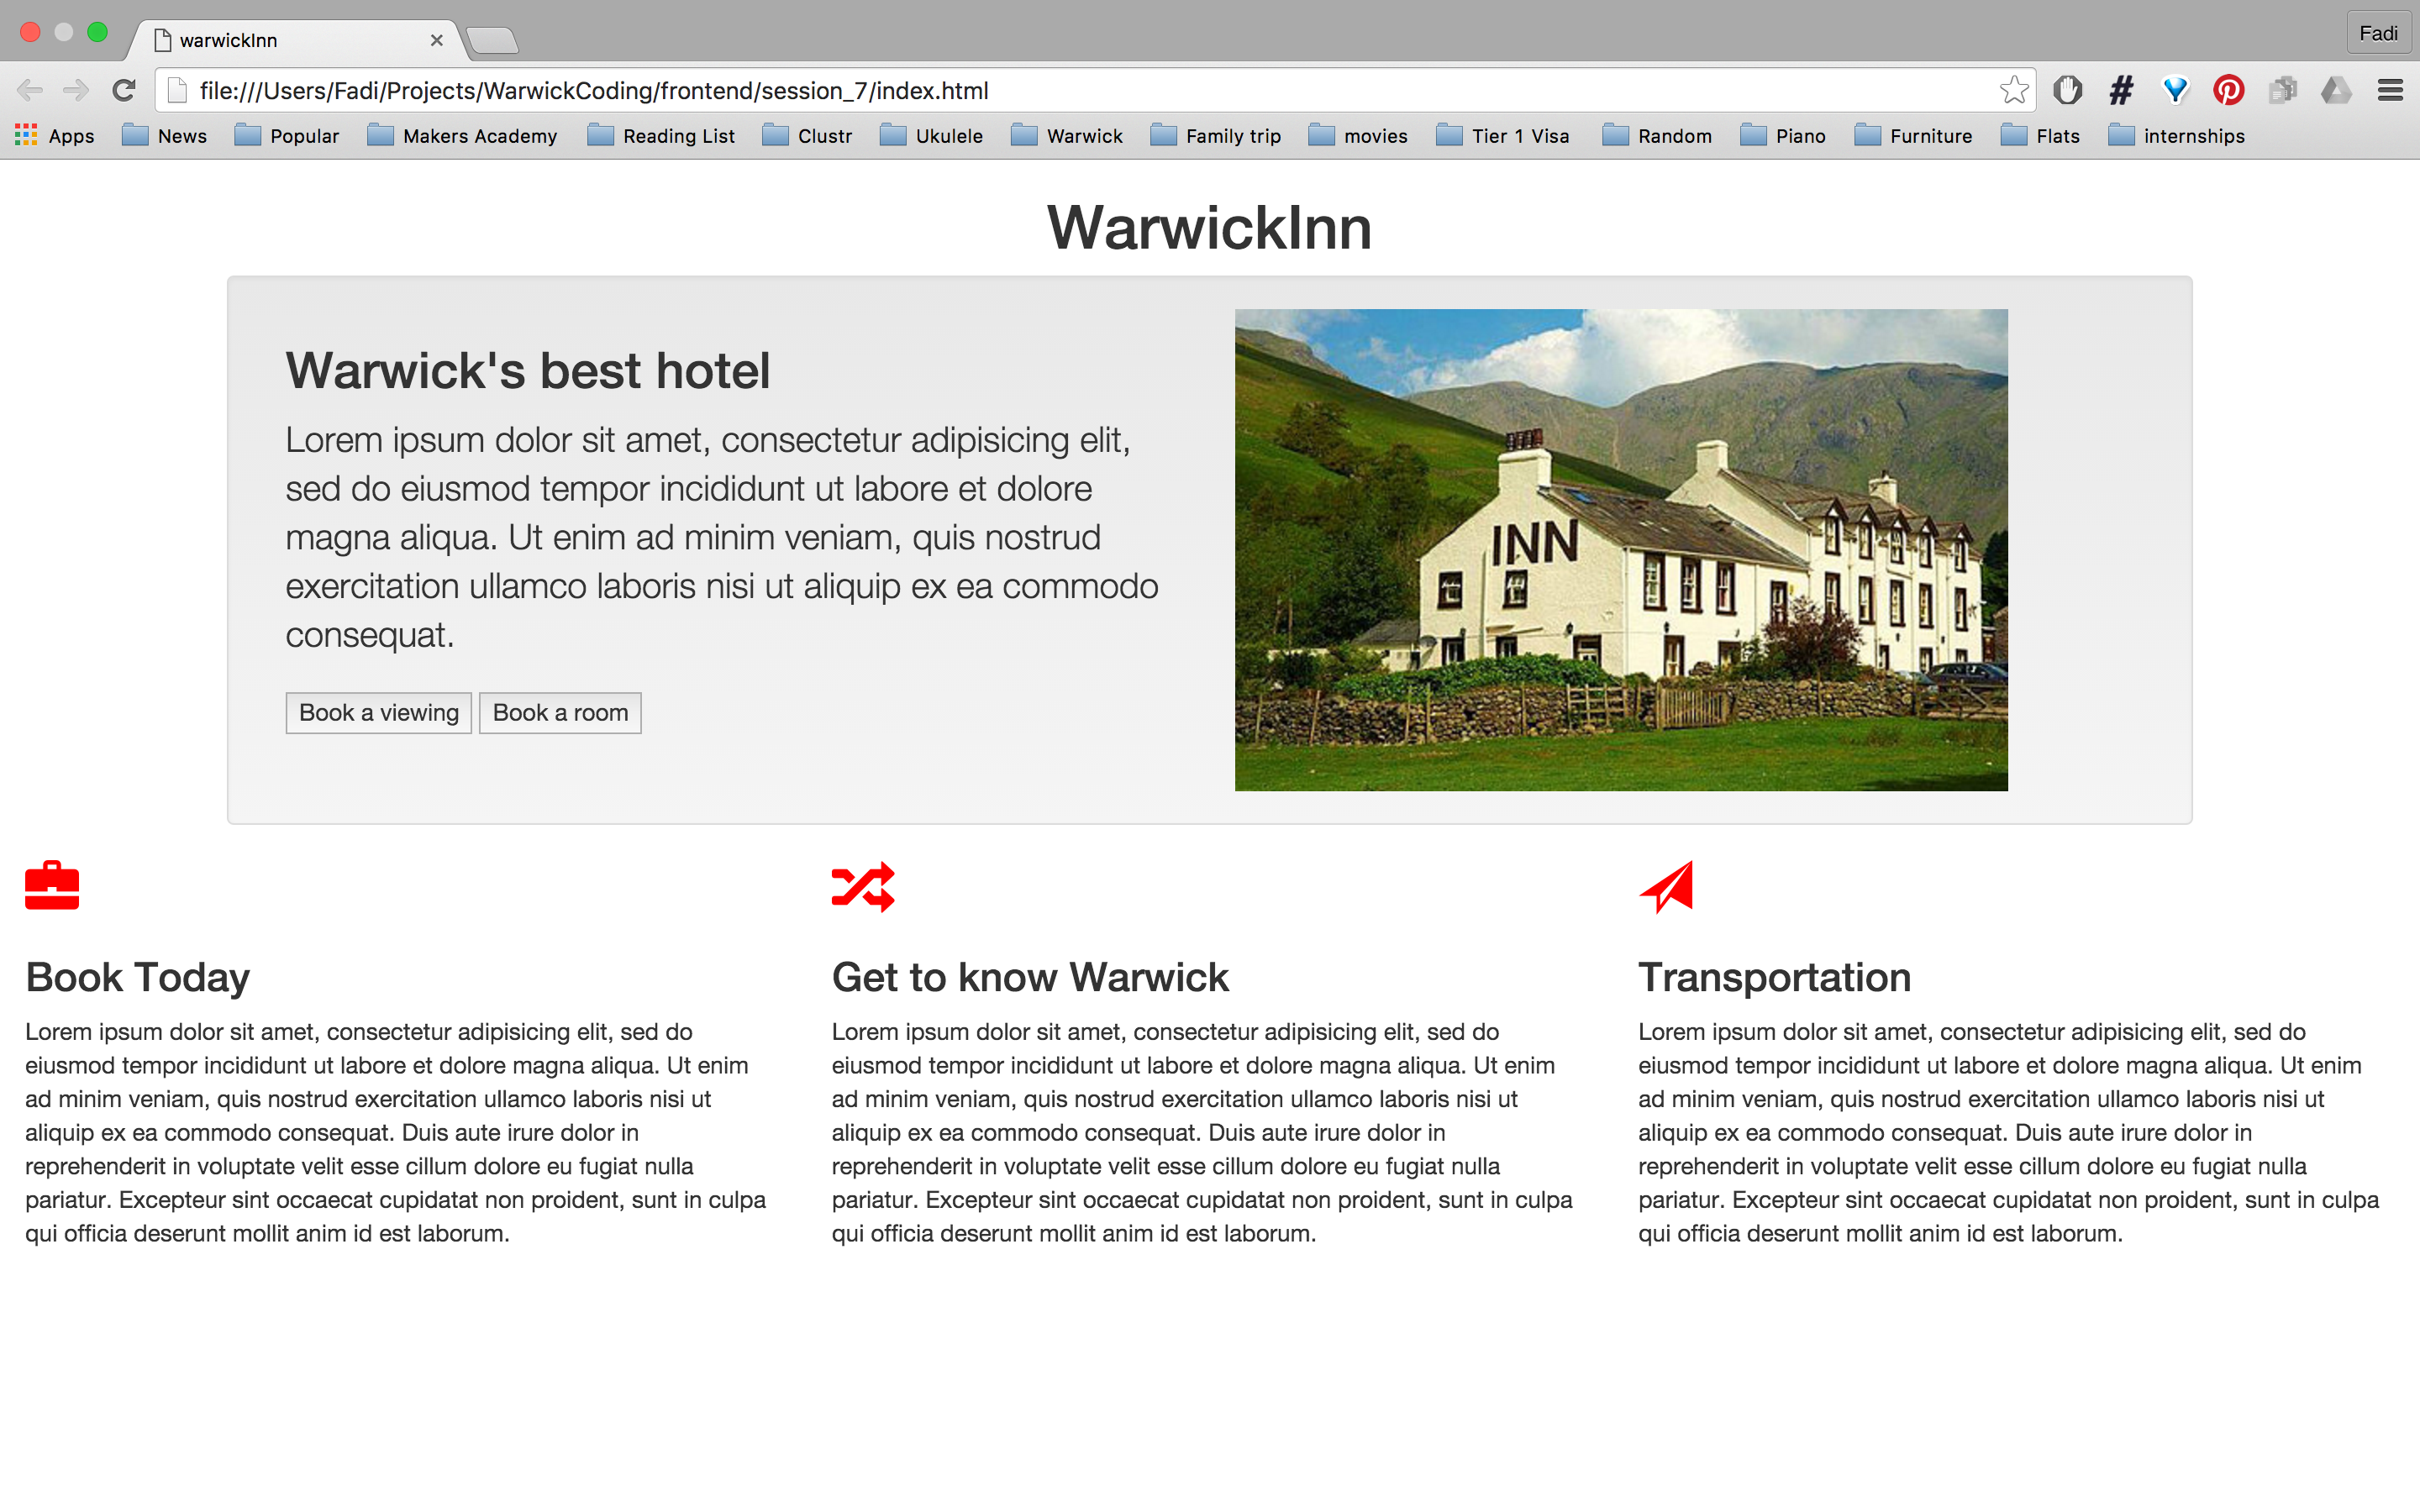 warwickInn
Fadi
file:///Users/Fadi/Projects/WarwickCoding/frontend/session_7/index.html
Apps News Popular Makers Academy Reading List Clustr Ukulele Warwick Family trip movies Tier 1 Visa Random Piano Furniture Flats internships
WarwickInn
Warwick's best hotel
Lorem ipsum dolor sit amet, consectetur adipisicing elit,
sed do eiusmod tempor incididunt ut labore et dolore
magna aliqua. Ut enim ad minim veniam, quis nostrud
exercitation ullamco laboris nisi ut aliquip ex ea commodo
consequat.
Book a viewing Book a room
INN
Book Today
Lorem ipsum dolor sit amet, consectetur adipisicing elit, sed do
eiusmod tempor incididunt ut labore et dolore magna aliqua. Ut enim
ad minim veniam, quis nostrud exercitation ullamco laboris nisi ut
aliquip ex ea commodo consequat. Duis aute irure dolor in
reprehenderit in voluptate velit esse cillum dolore eu fugiat nulla
pariatur. Excepteur sint occaecat cupidatat non proident, sunt in culpa
qui officia deserunt mollit anim id est laborum.
Get to know Warwick
Lorem ipsum dolor sit amet, consectetur adipisicing elit, sed do
eiusmod tempor incididunt ut labore et dolore magna aliqua. Ut enim
ad minim veniam, quis nostrud exercitation ullamco laboris nisi ut
aliquip ex ea commodo consequat. Duis aute irure dolor in
reprehenderit in voluptate velit esse cillum dolore eu fugiat nulla
pariatur. Excepteur sint occaecat cupidatat non proident, sunt in culpa
qui officia deserunt mollit anim id est laborum.
Transportation
Lorem ipsum dolor sit amet, consectetur adipisicing elit, sed do
eiusmod tempor incididunt ut labore et dolore magna aliqua. Ut enim
ad minim veniam, quis nostrud exercitation ullamco laboris nisi ut
aliquip ex ea commodo consequat. Duis aute irure dolor in
reprehenderit in voluptate velit esse cillum dolore eu fugiat nulla
pariatur. Excepteur sint occaecat cupidatat non proident, sunt in culpa
qui officia deserunt mollit anim id est laborum.